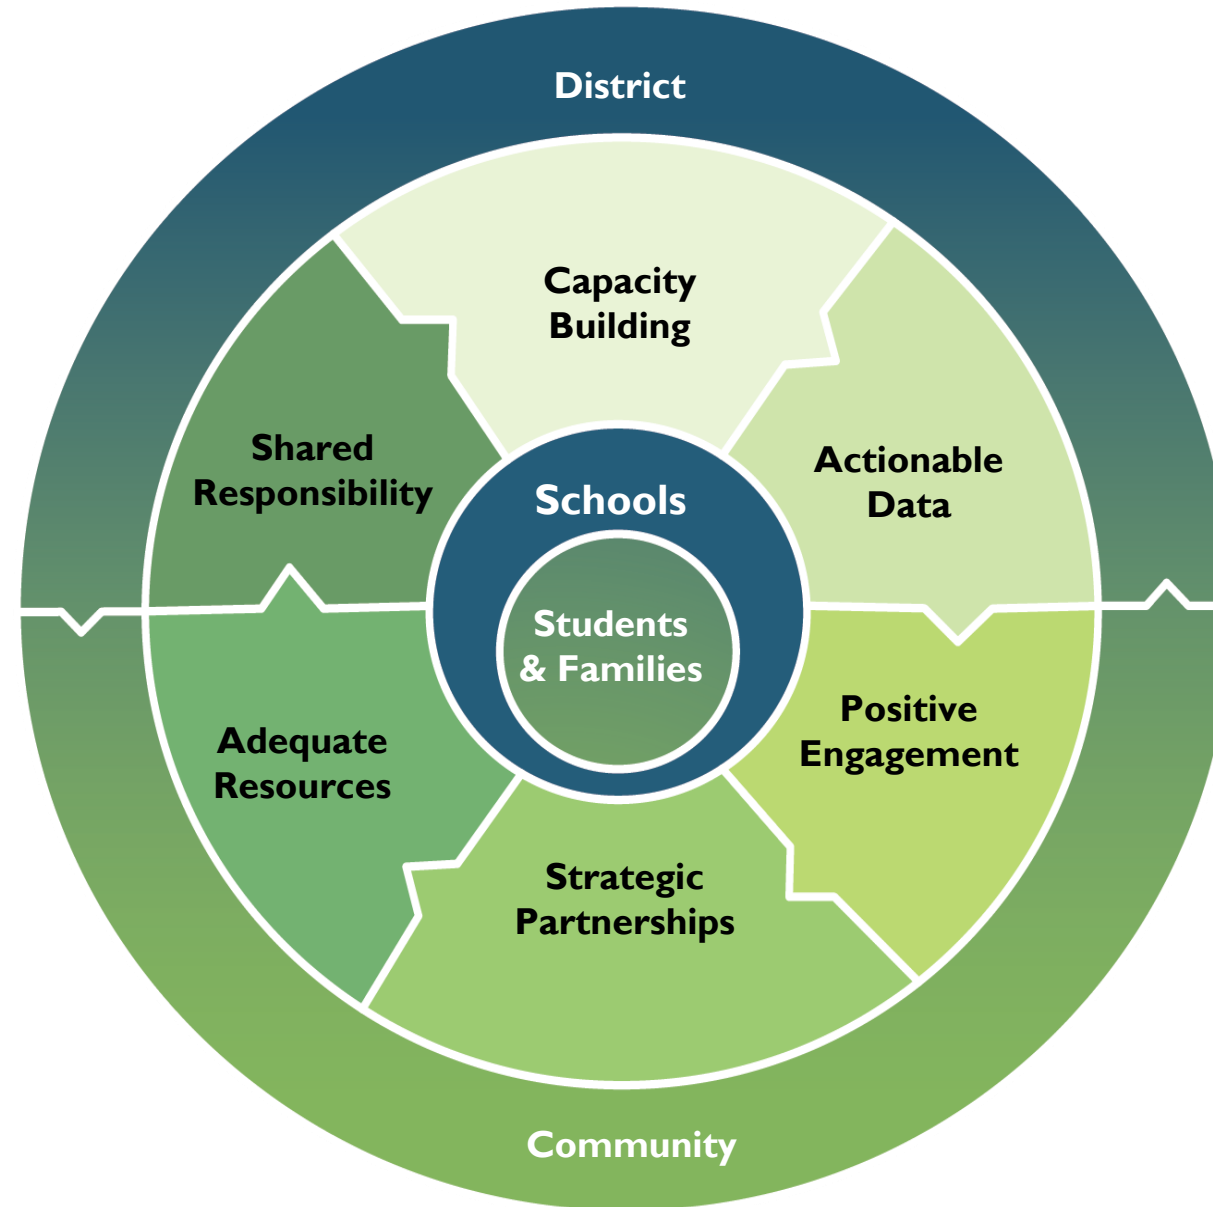 District
Capacity
Building
Shared
Responsibility
Actionable
Data
Schools
Students
& Families
Adequate
Resources
Positive
Engagement
Strategic
Partnerships
Community